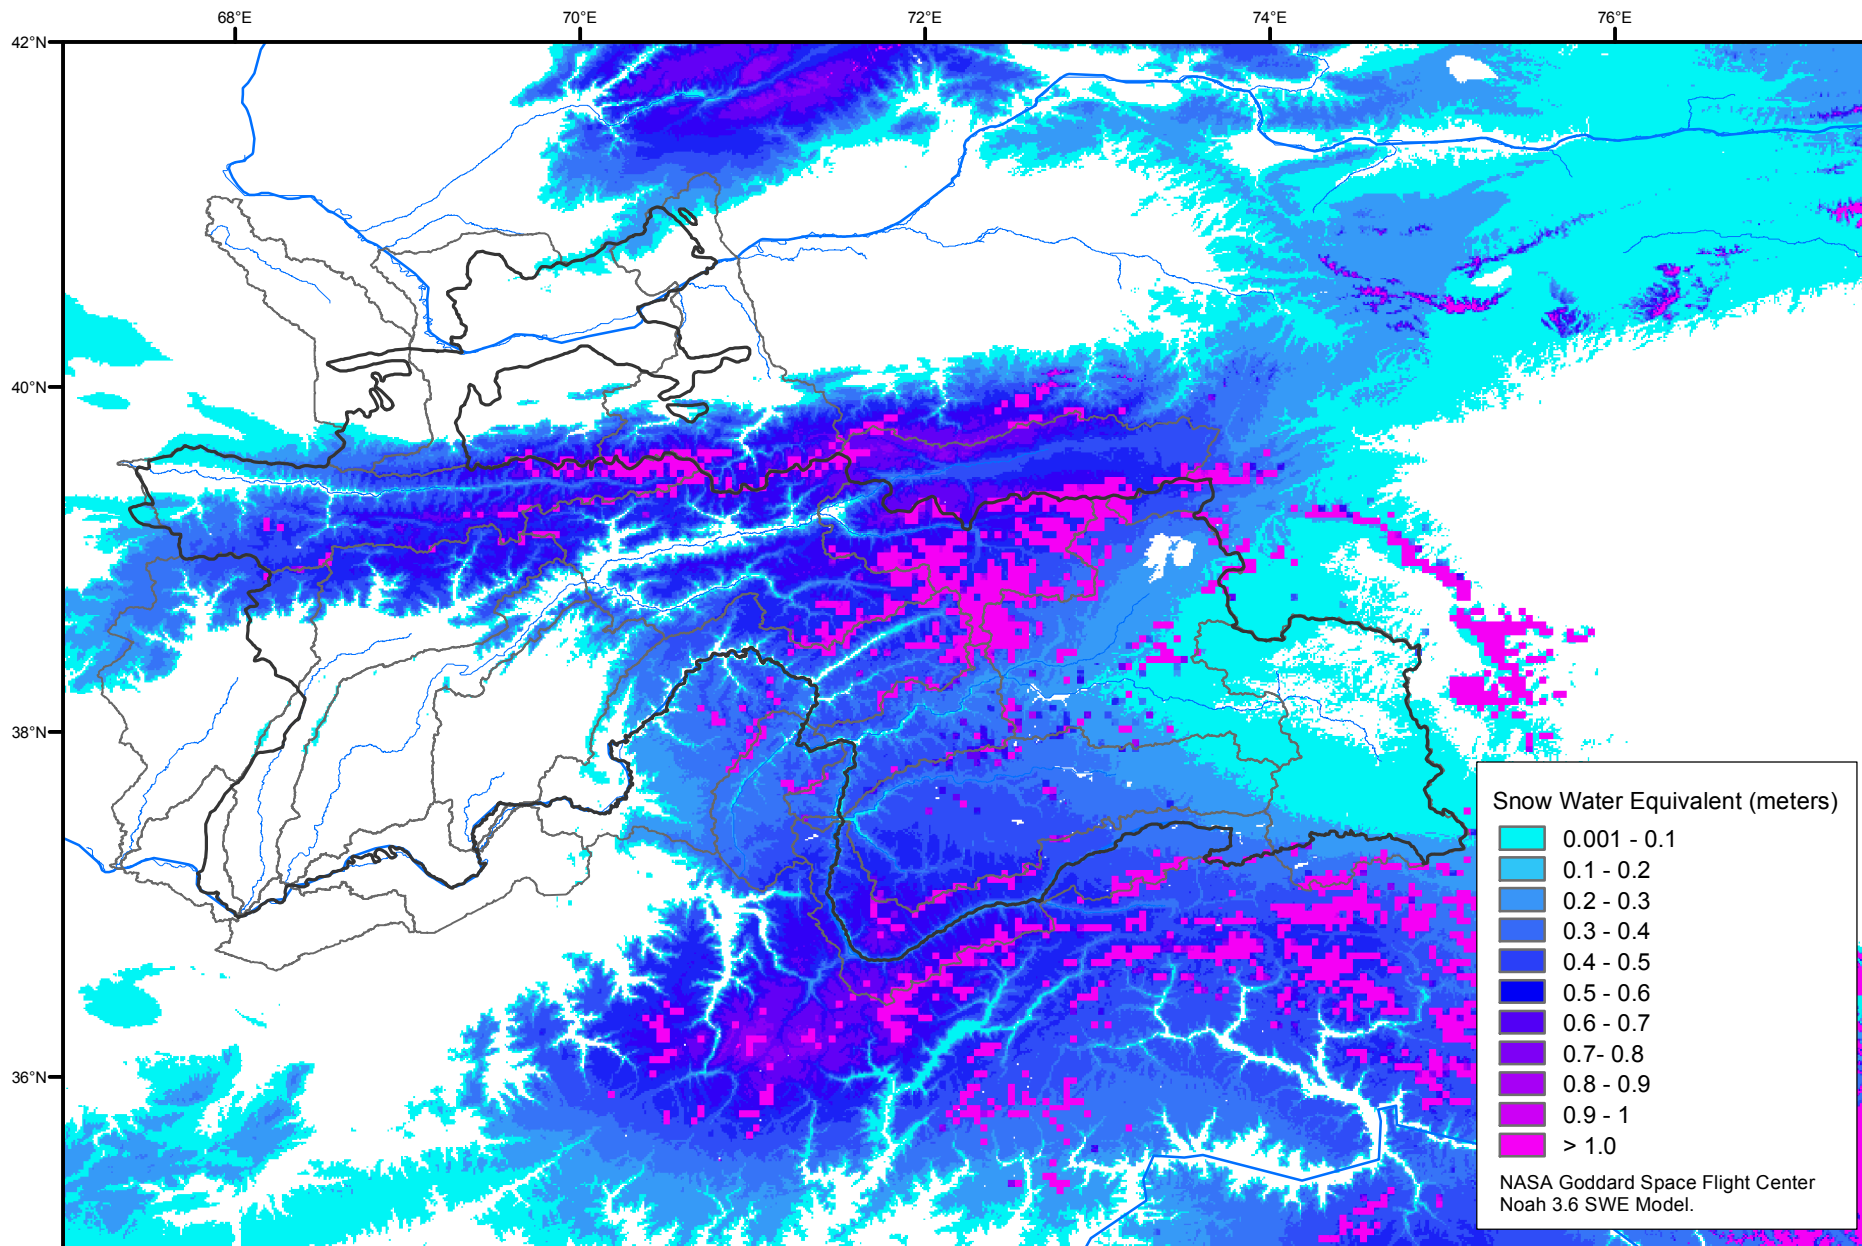 68°E
70°E
72°E
74°E
76°E
42°N
40°N
38°N
36°N
Snow Water Equivalent (meters)
0.001 - 0.1
0.1 - 0.2
0.2 - 0.3
0.3 - 0.4
0.4 - 0.5
0.5 - 0.6
0.6 - 0.7
0.7- 0.8
0.8 - 0.9
0.9 - 1
> 1.0
NASA Goddard Space Flight Center
Noah 3.6 SWE Model.